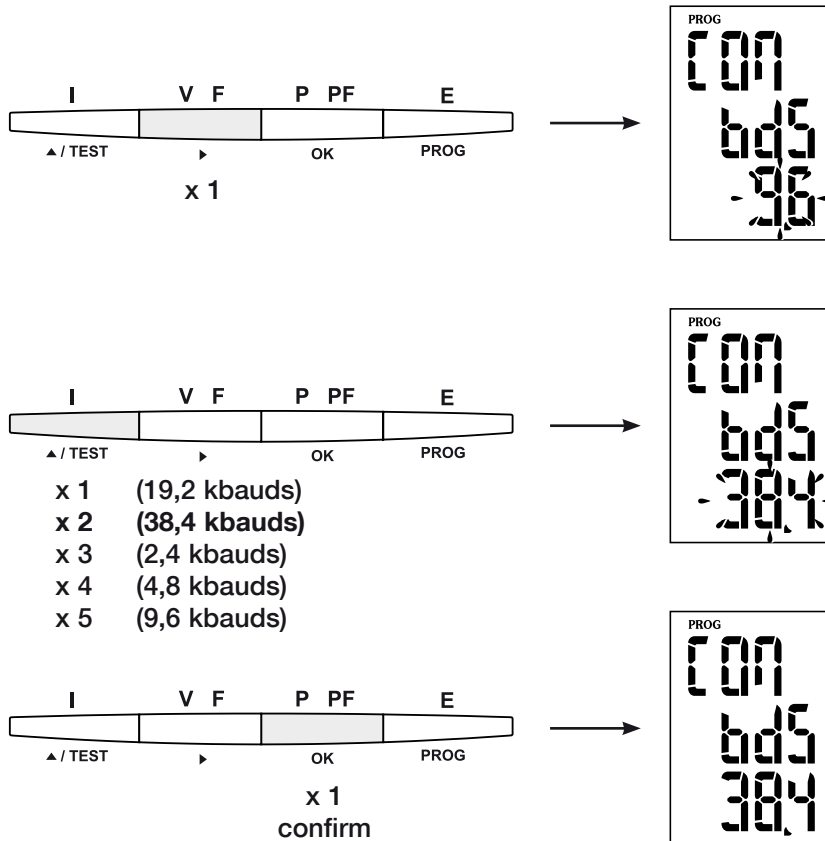 PROG
COM
I V F P PF E
bdS
▲ / TEST ▶ OK PROG
x 1
96
PROG
COM
I V F P PF E
bdS
▲ / TEST ▶ OK PROG
38.4
x 1 (19,2 kbauds)
x 2 (38,4 kbauds)
x 3 (2,4 kbauds)
x 4 (4,8 kbauds)
x 5 (9,6 kbauds)
PROG
COM
I V F P PF E
bdS
▲ / TEST ▶ OK PROG
38.4
x 1
confirm